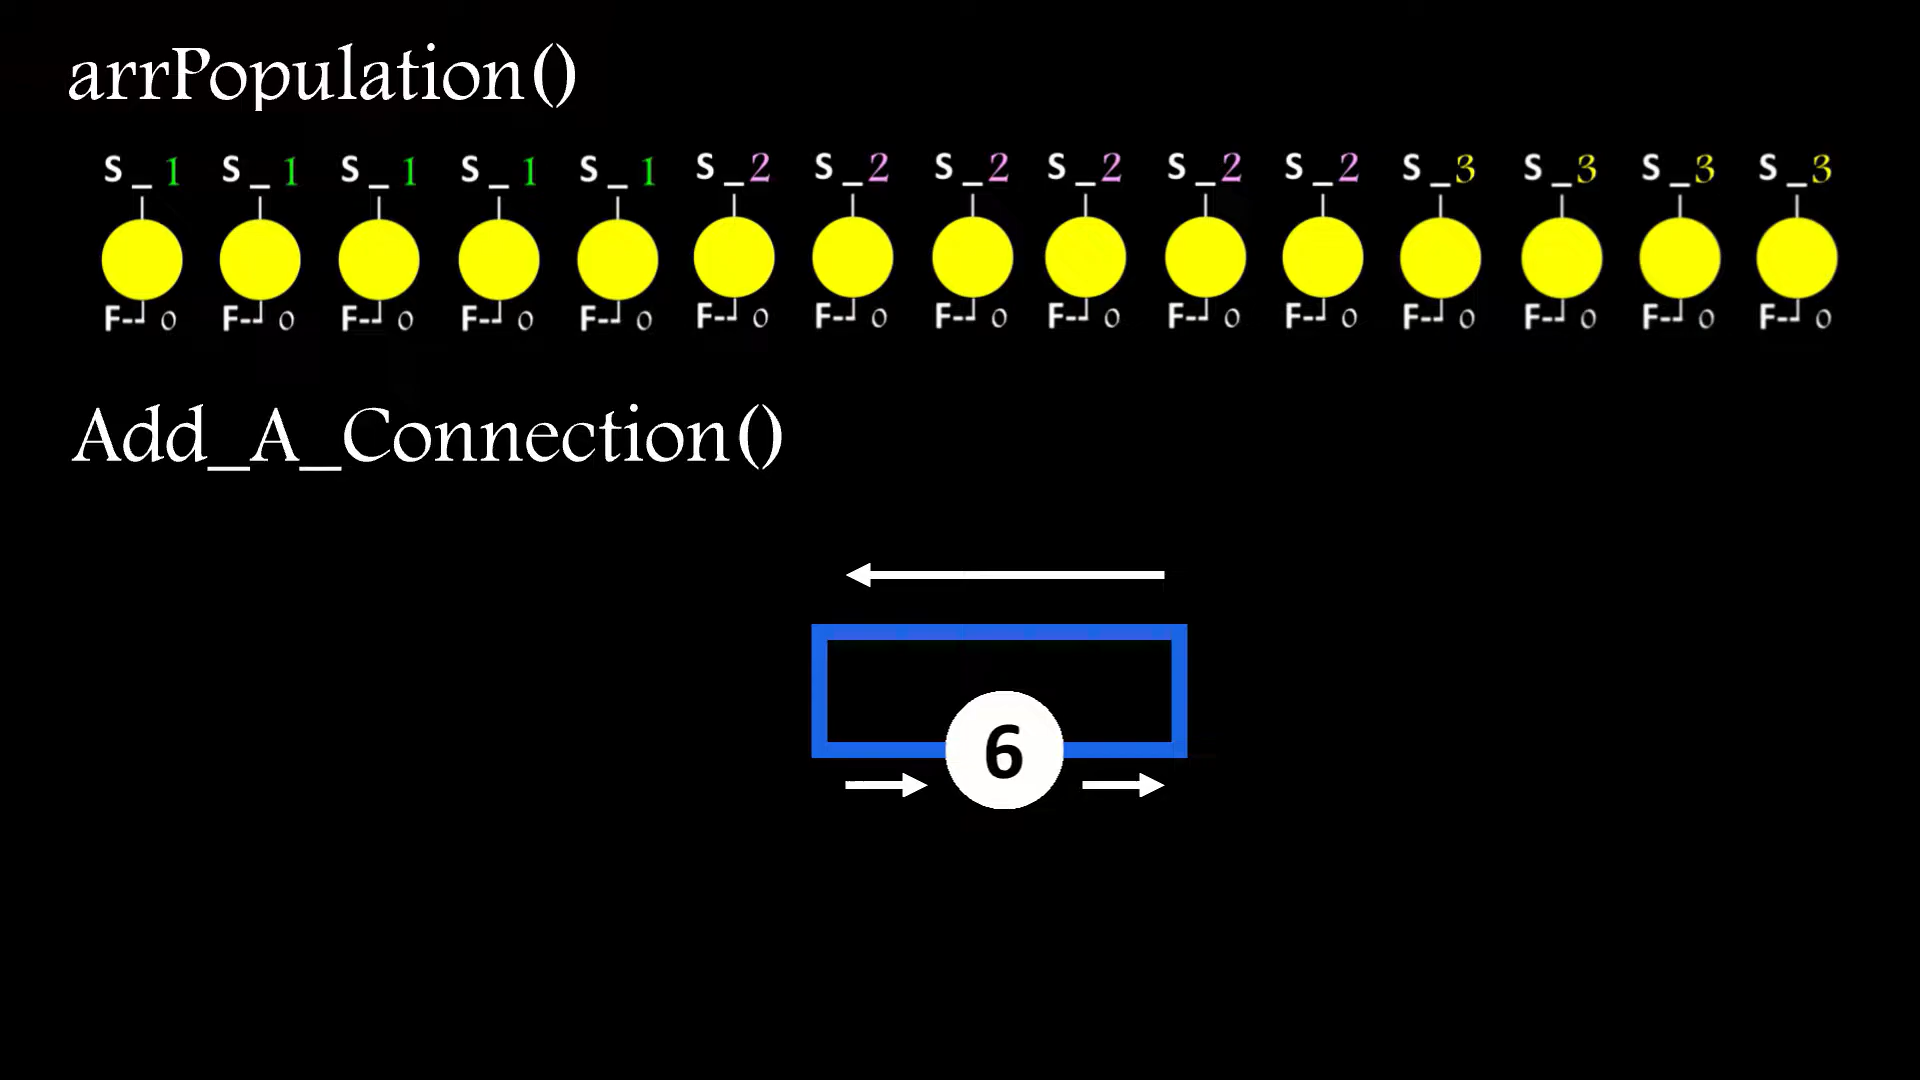 arrPopulation()
S_1 S_1 S_1 S_1 S_1 S_2 S_2 S_2 S_2 S_2 S_2 S_3 S_3 S_3 S_3
F--┘0 F--┘0 F--┘0 F--┘0 F--┘0 F--┘0 F--┘0 F--┘0 F--┘0 F--┘0 F--┘0 F--┘0 F--┘0 F--┘0 F--┘0
Add_A_Connection()
6